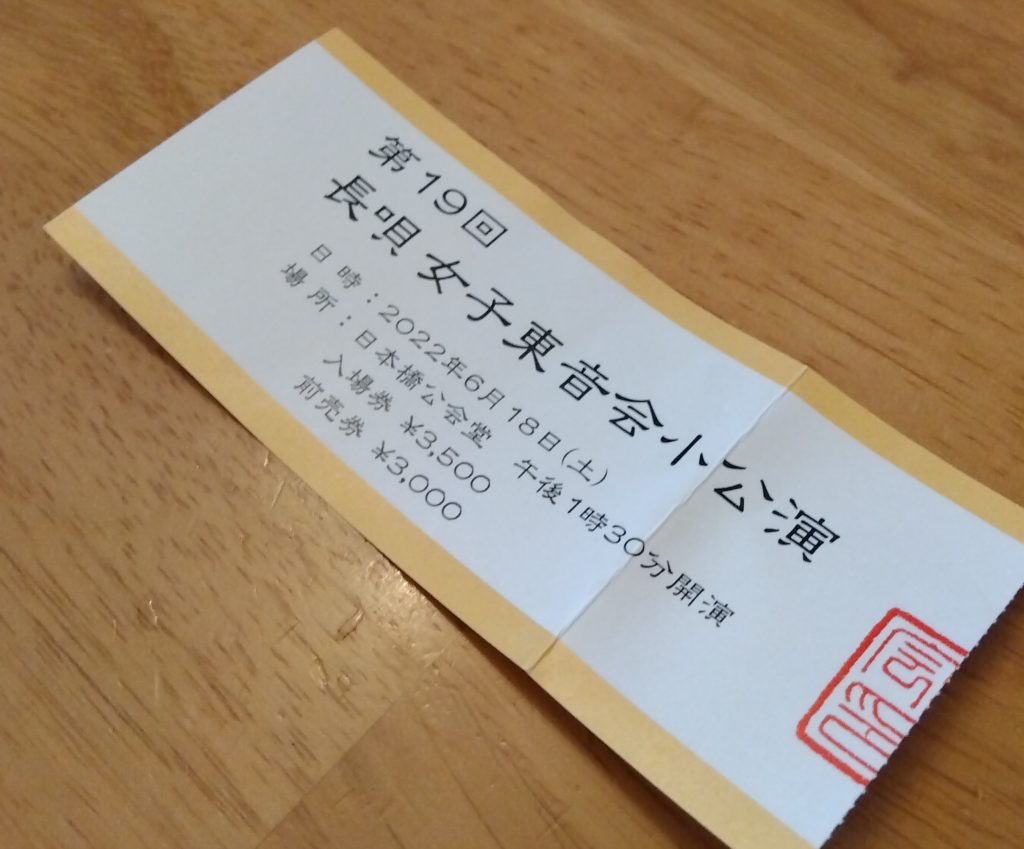 第19回
長唄女子東音会小公演
日時：2022年6月18日(土) 午後1時30分開演
場所：日本橋公会堂
入場券 ¥3,500
前売券 ¥3,000